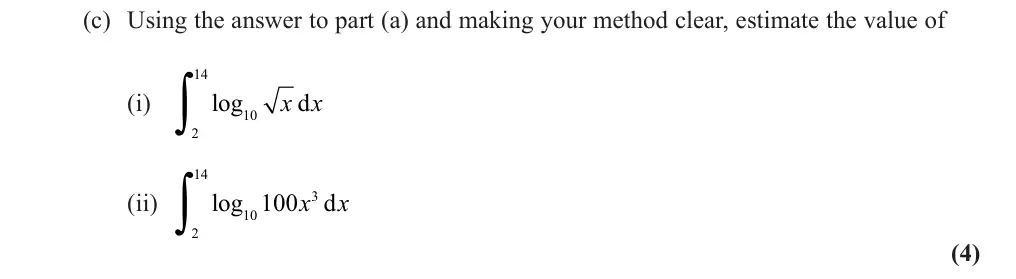 (c) Using the answer to part (a) and making your method clear, estimate the value of
(i) ∫₂¹⁴ log₁₀ √x dx
(ii) ∫₂¹⁴ log₁₀ 100x³ dx
(4)